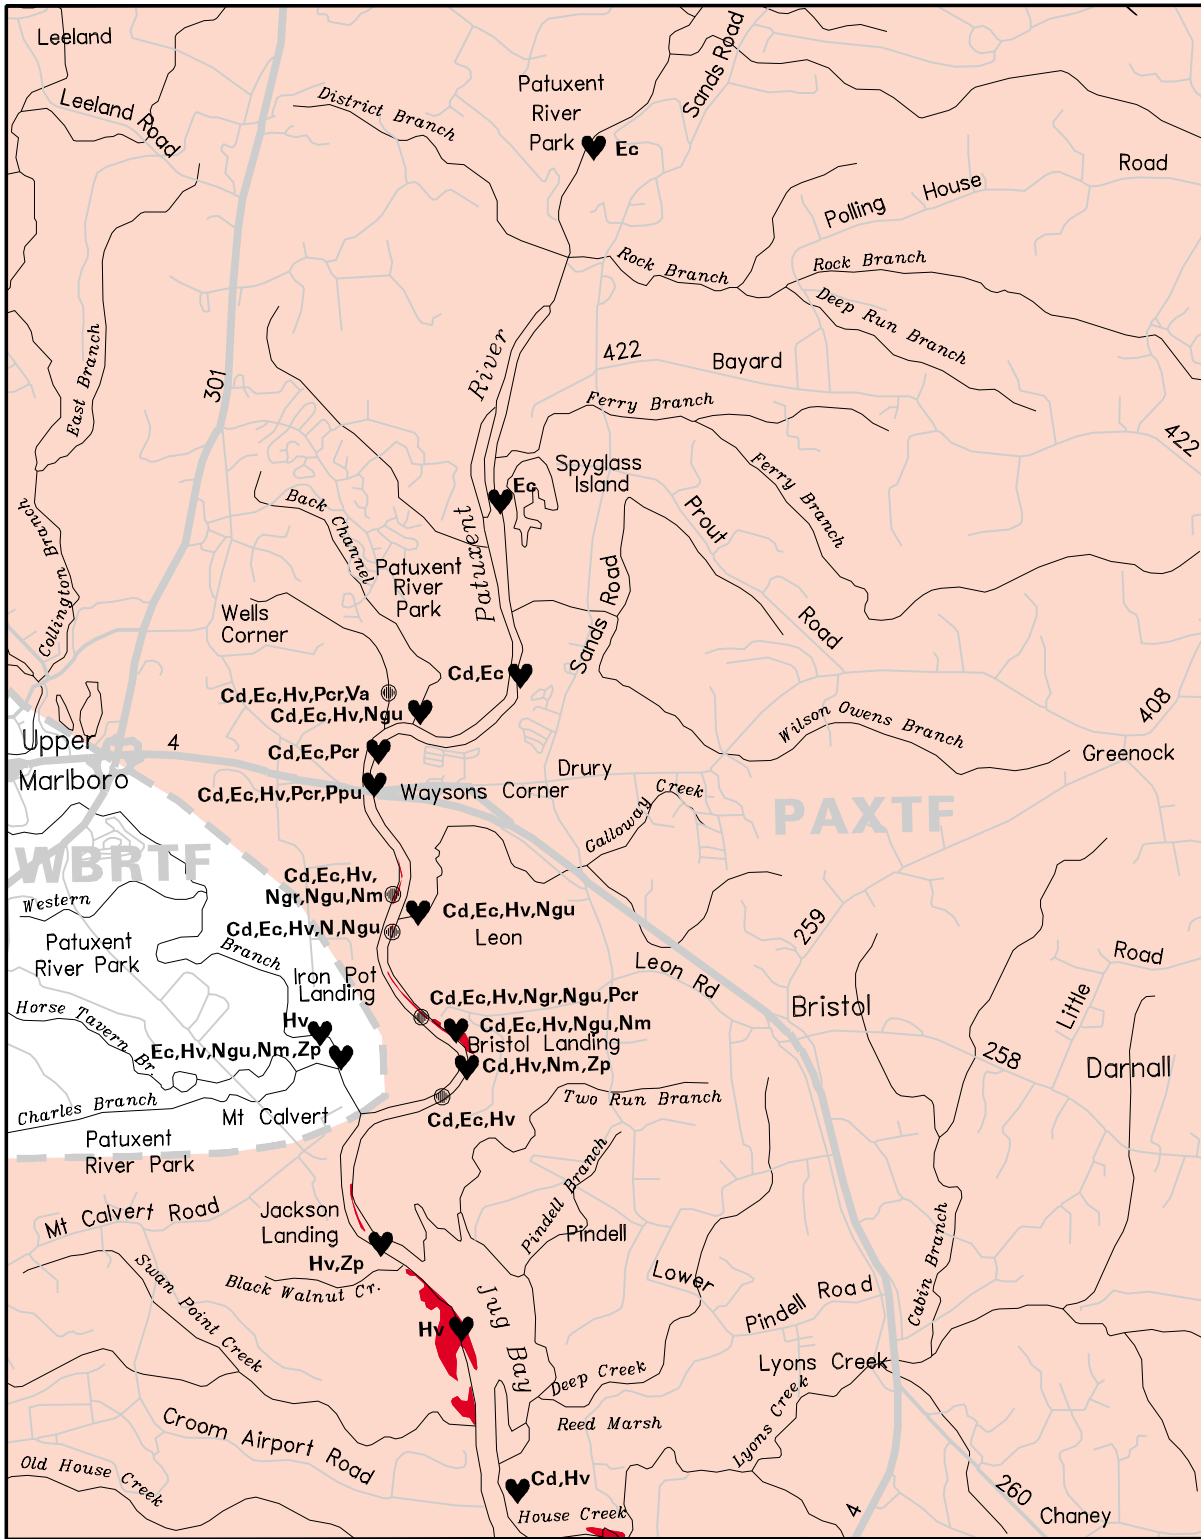 Leeland
Leeland Road
District Branch
Patuxent
River
Park
Sands Road
Ec
Road
House
Polling
Rock Branch
Rock Branch
Deep Run Branch
East Branch
301
River
422
Bayard
Ferry Branch
422
Spyglass
Island
Ec
Ferry Branch
Prout
Back Channel
Collington Branch
Patuxent
Patuxent
River
Park
Sands Road
Wells
Corner
Road
Cd,Ec
Cd,Ec,Hv,Pcr,Va
Cd,Ec,Hv,Ngu
408
Wilson Owens Branch
Upper
Marlboro
4
Cd,Ec,Pcr
Greenock
Drury
Cd,Ec,Hv,Pcr,Ppu
Waysons Corner
Galloway Creek
PAXTF
WBRTF
Cd,Ec,Hv,
Ngr,Ngu,Nm
Western
Cd,Ec,Hv,Ngu
Cd,Ec,Hv,N,Ngu
Leon
259
Patuxent
River Park
Branch
Road
Iron Pot
Landing
Leon Rd
Cd,Ec,Hv,Ngr,Ngu,Pcr
Bristol
Little
Horse Tavern Br.
Hv
Cd,Ec,Hv,Ngu,Nm
Bristol Landing
Ec,Hv,Ngu,Nm,Zp
258
Cd,Hv,Nm,Zp
Darnall
Two Run Branch
Charles Branch
Mt Calvert
Cd,Ec,Hv
Patuxent
River Park
Pindell Branch
Mt Calvert Road
Jackson
Landing
Pindell
Hv,Zp
Swan Point Creek
Black Walnut Cr.
Lower
Cabin Branch
Jug
Bay
Pindell Road
Hv
Lyons Creek
Deep Creek
Reed Marsh
Lyons Creek
Croom Airport Road
Old House Creek
Cd,Hv
260
House Creek
4
Chaney